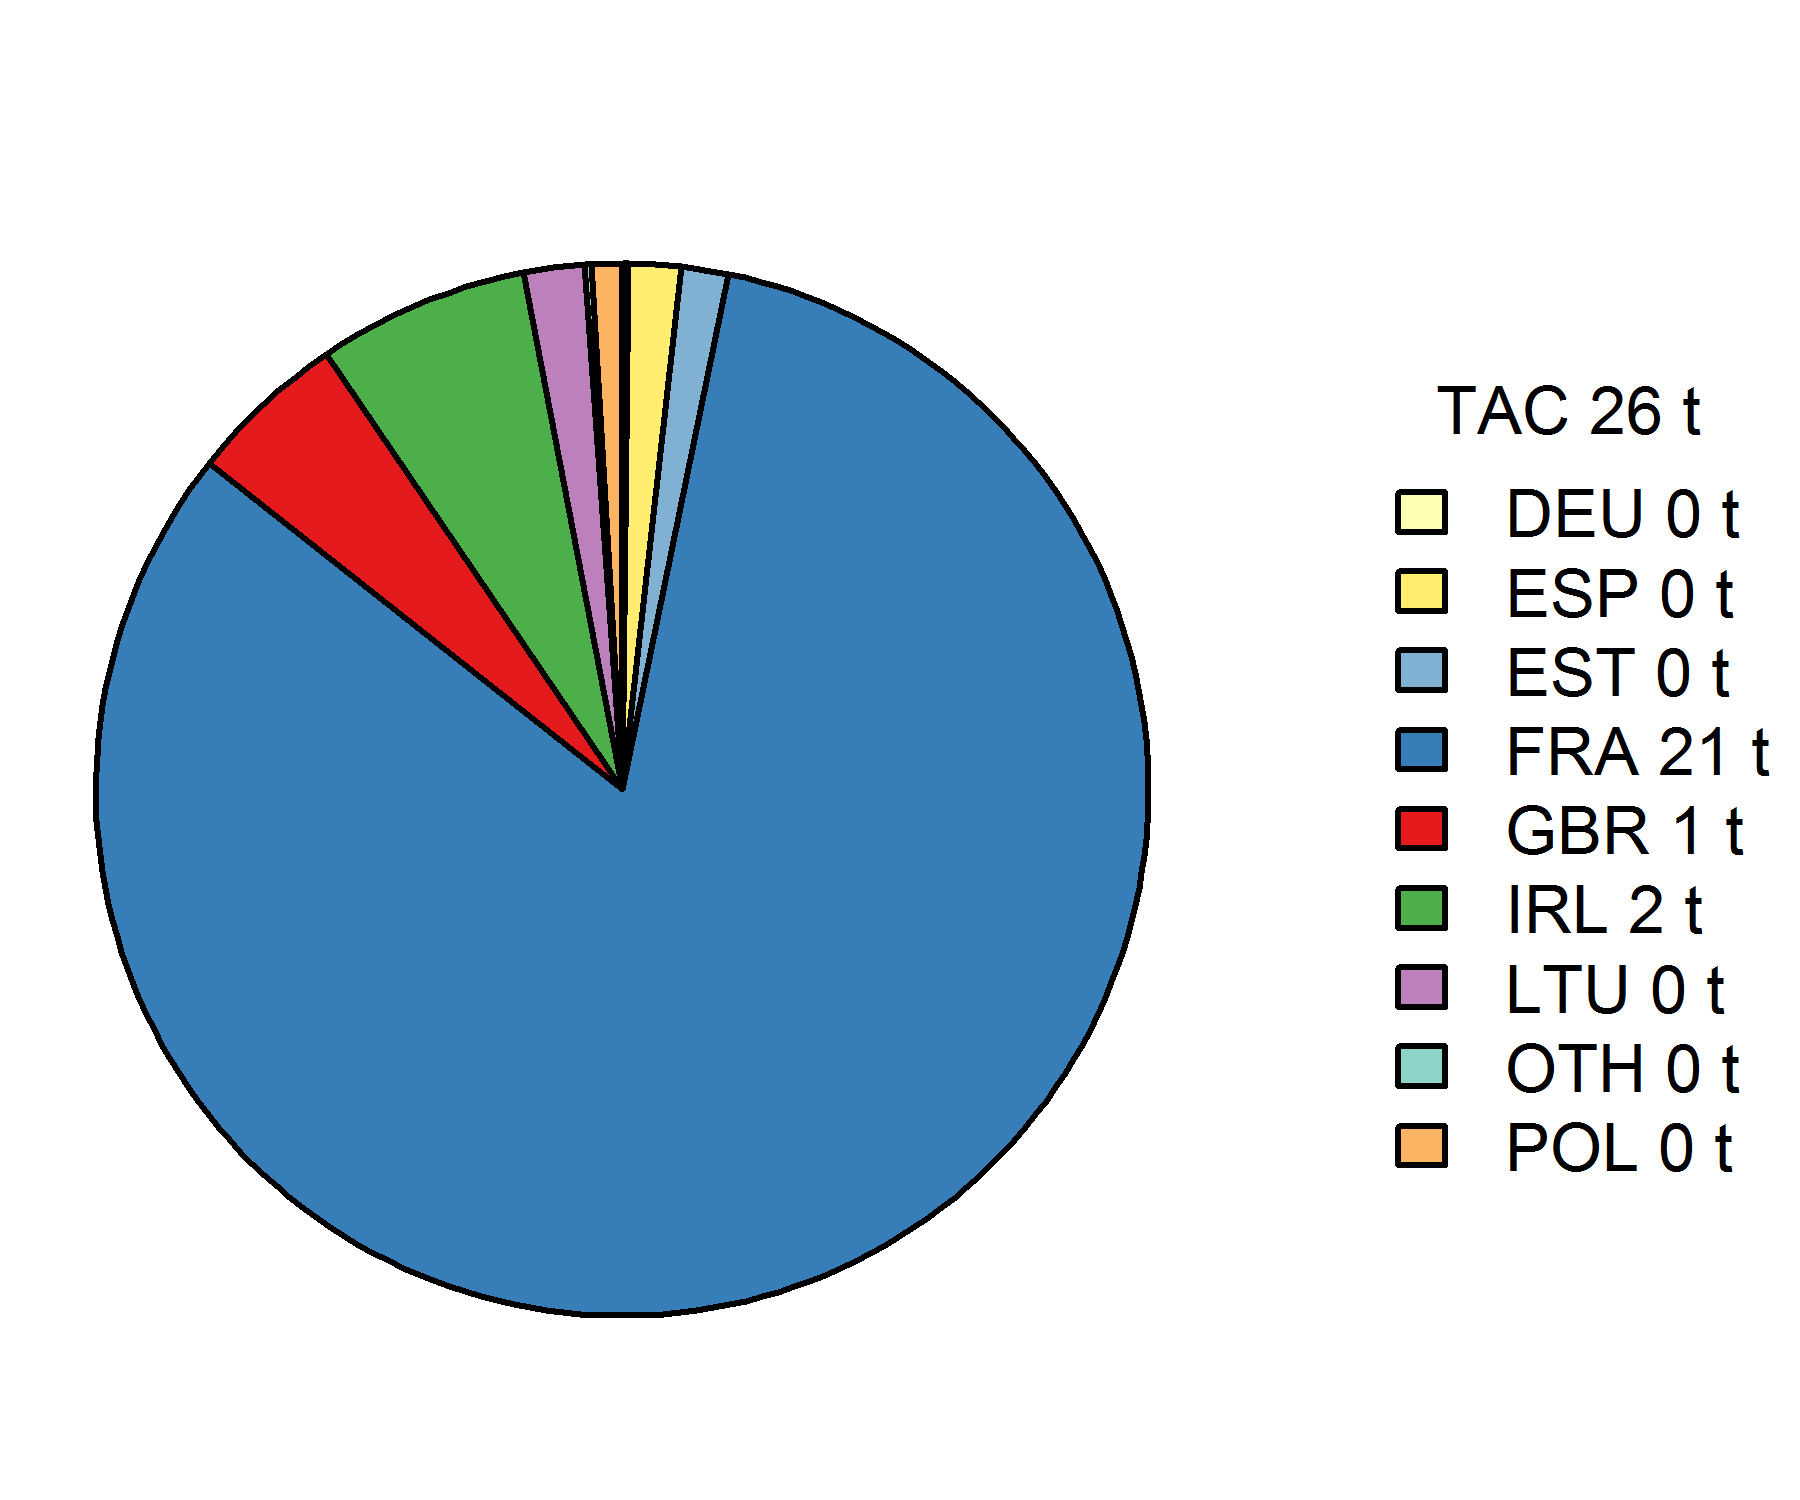 TAC 26 t
DEU 0 t
ESP 0 t
EST 0 t
FRA 21 t
GBR 1 t
IRL 2 t
LTU 0 t
OTH 0 t
POL 0 t